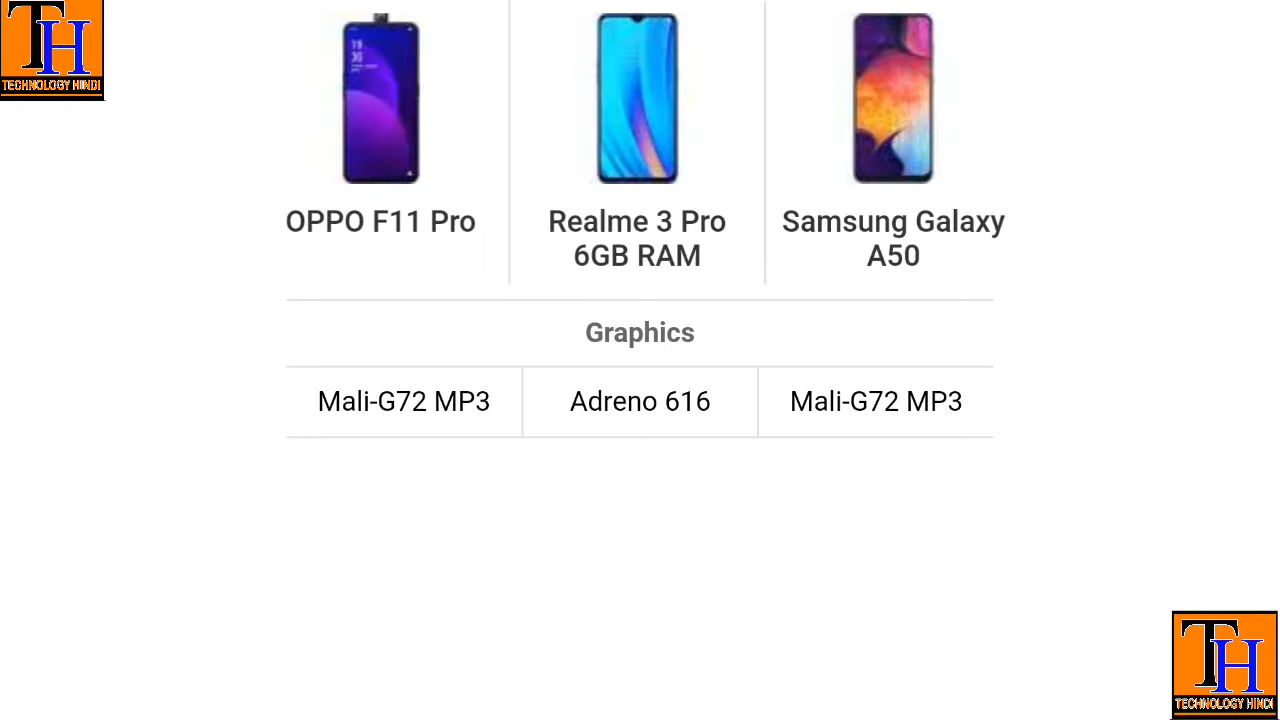 TH
TECHNOLOGY HINDI
OPPO F11 Pro
Realme 3 Pro
6GB RAM
Samsung Galaxy
A50
Graphics
Mali-G72 MP3
Adreno 616
Mali-G72 MP3
TH
TECHNOLOGY HINDI